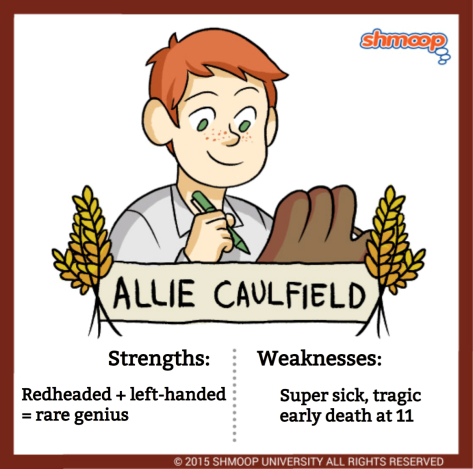 shmoop
ALLIE CAULFIELD
Strengths:
Redheaded + left-handed
= rare genius
Weaknesses:
Super sick, tragic
early death at 11
© 2015 SHMOOP UNIVERSITY ALL RIGHTS RESERVED